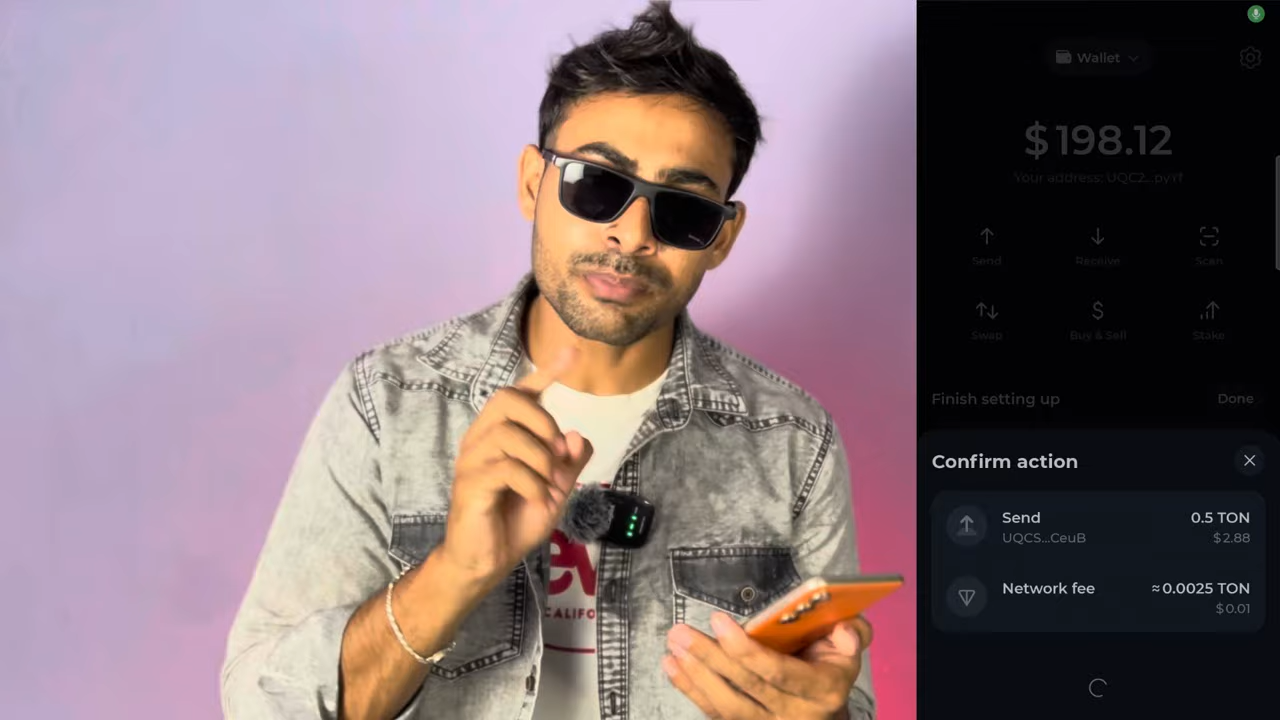 Wallet
$198.12
Your address: UQC2...pyYf
Send
Receive
Scan
Swap
Buy & Sell
Stake
Finish setting up
Done
Confirm action
Send
0.5 TON
UQCS...CeuB
$2.88
Network fee
≈0.0025 TON
$0.01
CALIFO